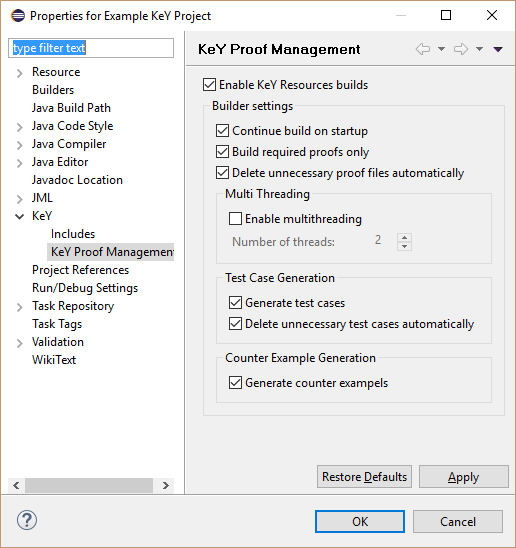 Properties for Example KeY Project
type filter text
Resource
Builders
Java Build Path
Java Code Style
Java Compiler
Java Editor
Javadoc Location
JML
KeY
Includes
KeY Proof Management
Project References
Run/Debug Settings
Task Repository
Task Tags
Validation
WikiText
KeY Proof Management
Enable KeY Resources builds
Builder settings
Continue build on startup
Build required proofs only
Delete unnecessary proof files automatically
Multi Threading
Enable multithreading
Number of threads: 2
Test Case Generation
Generate test cases
Delete unnecessary test cases automatically
Counter Example Generation
Generate counter exampels
Restore Defaults Apply
? OK Cancel